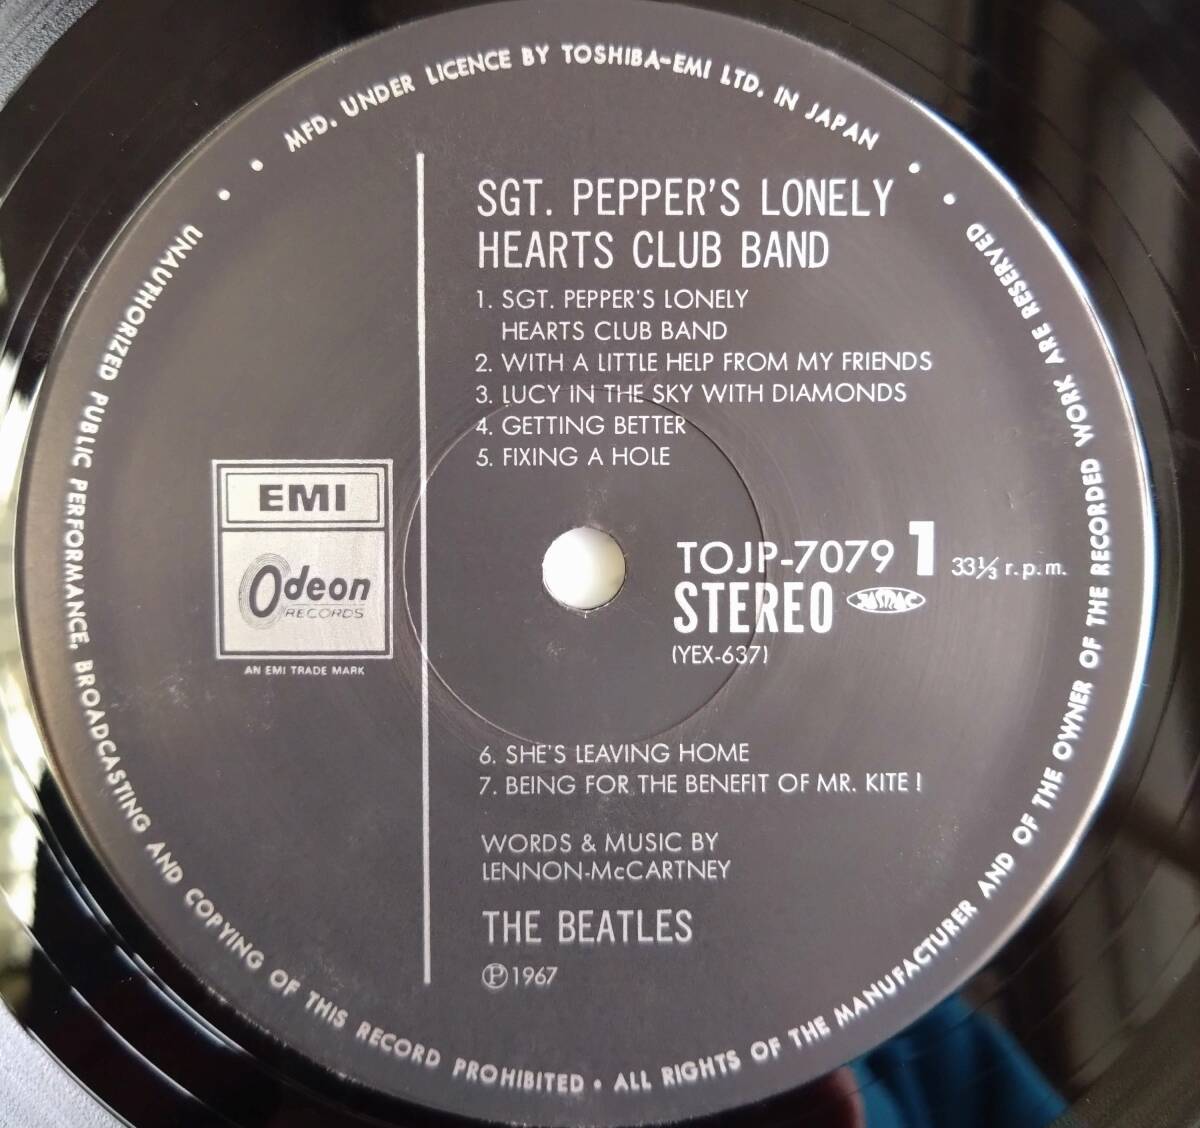 MFD. UNDER LICENCE BY TOSHIBA-EMI LTD. IN JAPAN
SGT. PEPPER'S LONELY
HEARTS CLUB BAND
1. SGT. PEPPER'S LONELY
HEARTS CLUB BAND
2. WITH A LITTLE HELP FROM MY FRIENDS
3. LUCY IN THE SKY WITH DIAMONDS
4. GETTING BETTER
5. FIXING A HOLE
EMI
Odeon
RECORDS
AN EMI TRADE MARK
TOJP-7079 1 33⅓ r.p.m.
STEREO JASRAC
(YEX-637)
6. SHE'S LEAVING HOME
7. BEING FOR THE BENEFIT OF MR. KITE !
WORDS & MUSIC BY
LENNON-McCARTNEY
THE BEATLES
Ⓟ1967
UNAUTHORIZED PUBLIC PERFORMANCE, BROADCASTING AND COPYING OF THIS RECORD PROHIBITED • ALL RIGHTS OF THE MANUFACTURER AND OF THE OWNER OF THE RECORDED WORK ARE RESERVED